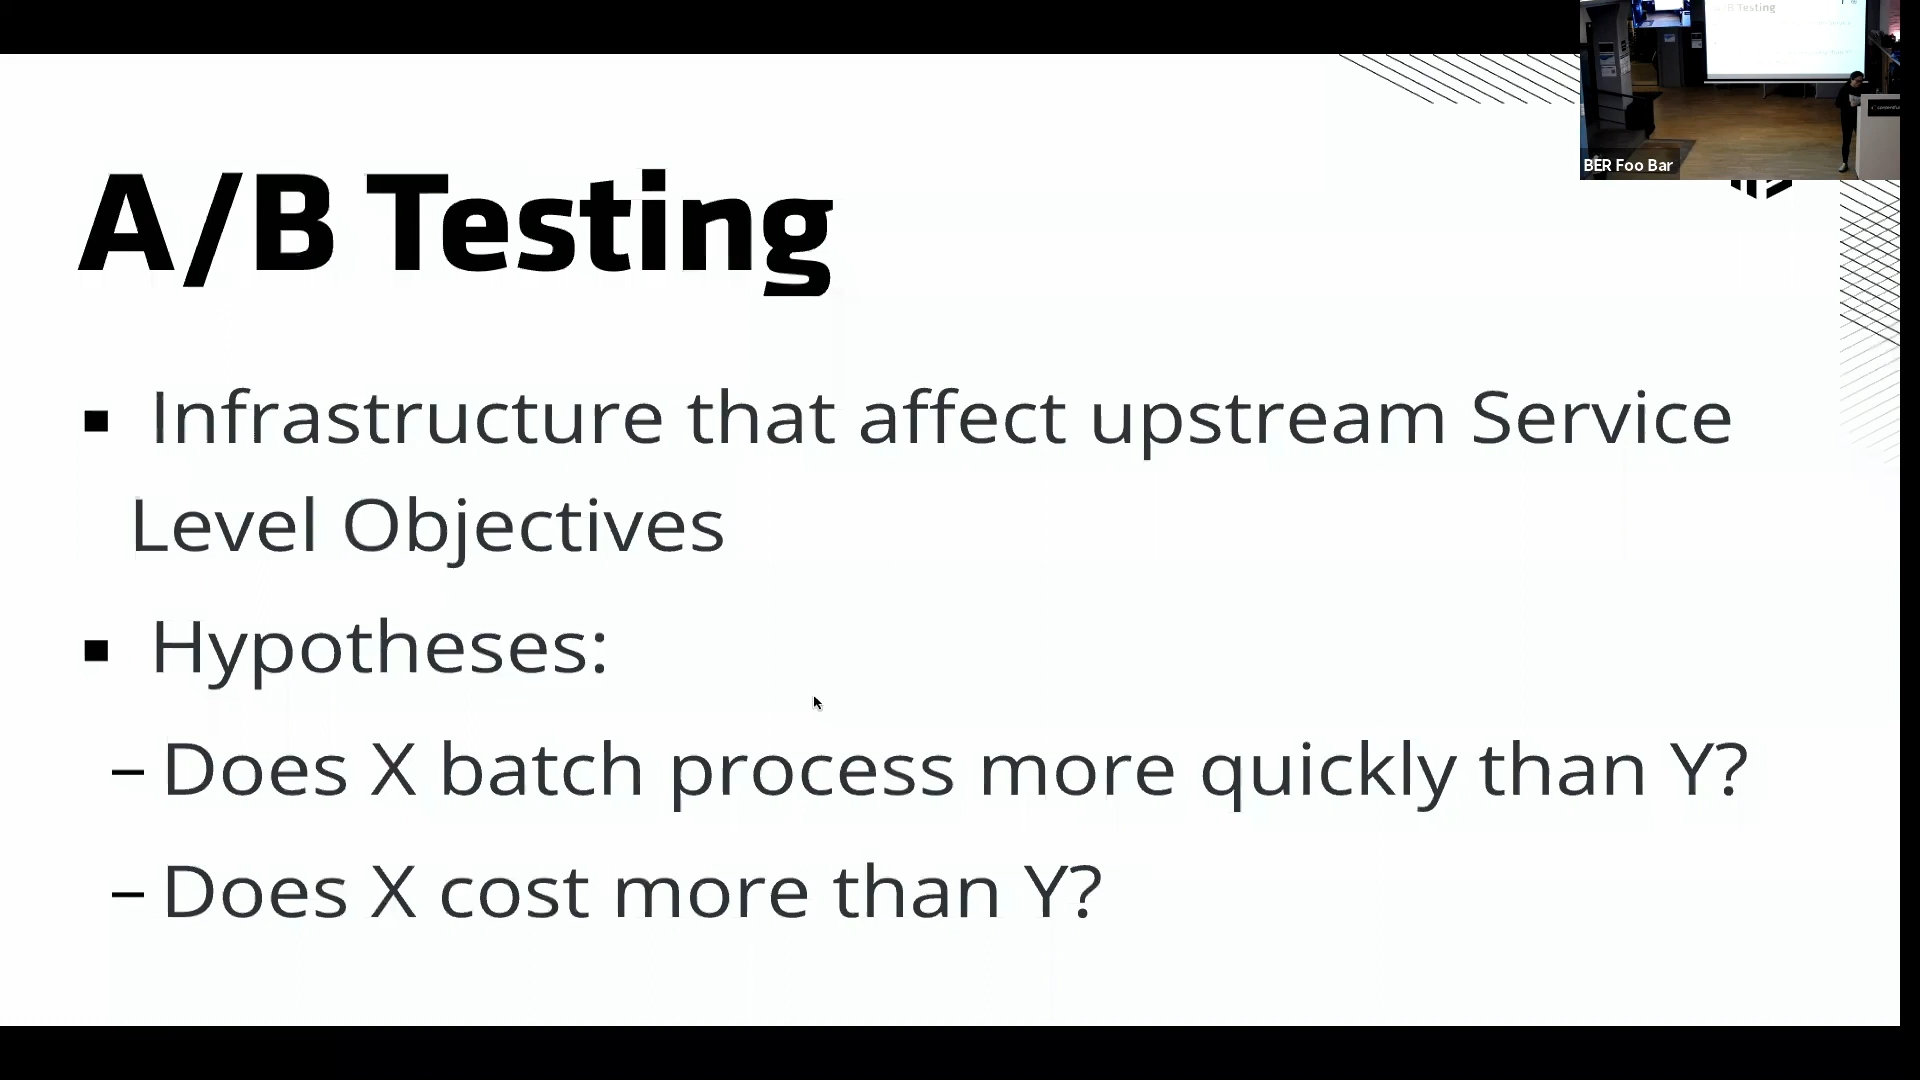 A/B Testing
BER Foo Bar
A/B Testing
▪ Infrastructure that affect upstream Service
Level Objectives
▪ Hypotheses:
– Does X batch process more quickly than Y?
– Does X cost more than Y?